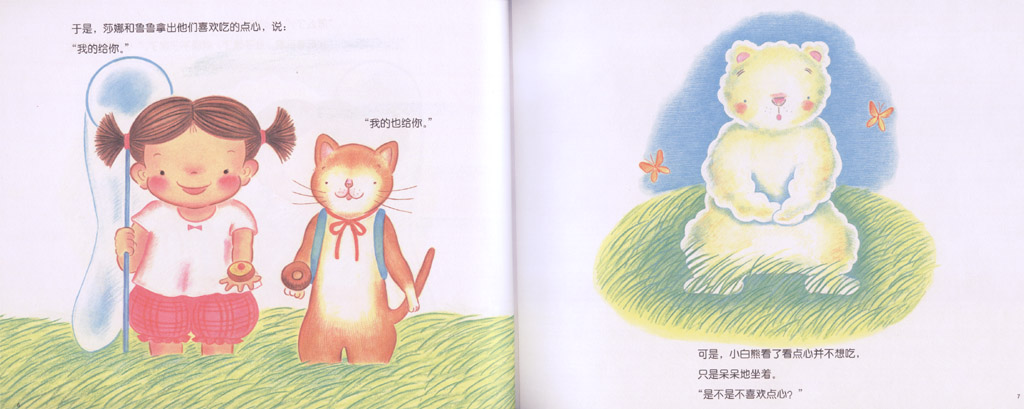 于是，莎娜和鲁鲁拿出他们喜欢吃的点心，说：
“我的给你。”
“我的也给你。”
可是，小白熊看了看点心并不想吃，
只是呆呆地坐着。
“是不是不喜欢点心？”
7